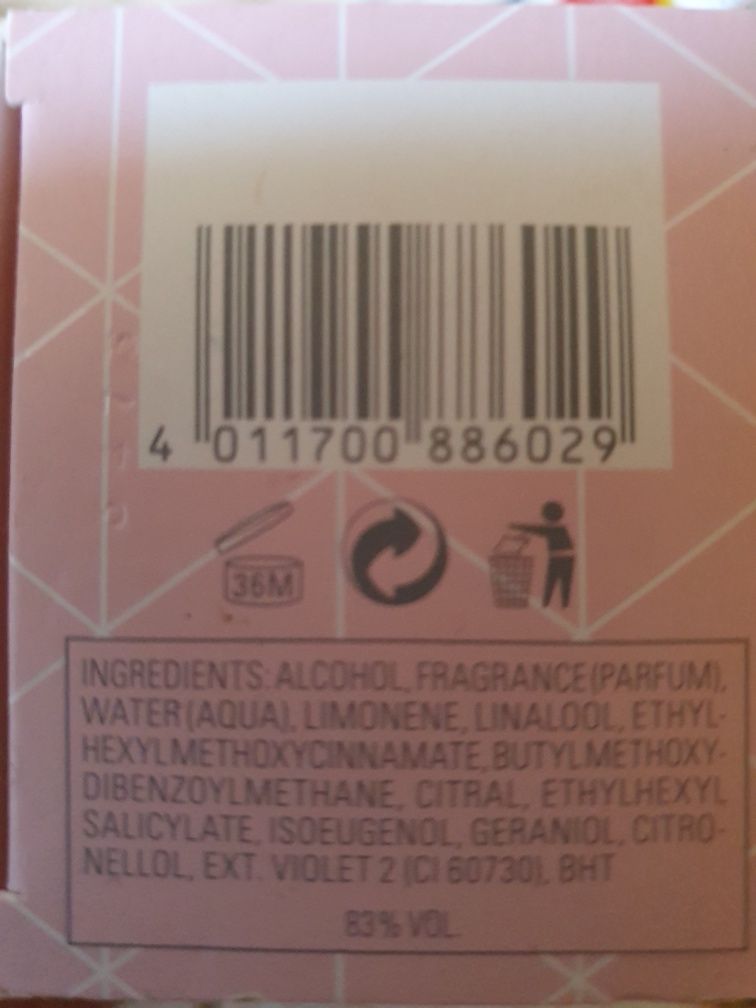 4 011700 886029
36M
INGREDIENTS: ALCOHOL, FRAGRANCE (PARFUM),
WATER (AQUA), LIMONENE, LINALOOL, ETHYL-
HEXYLMETHOXYCINNAMATE, BUTYLMETHOXY-
DIBENZOYLMETHANE, CITRAL, ETHYLHEXYL
SALICYLATE, ISOEUGENOL, GERANIOL, CITRO-
NELLOL, EXT. VIOLET 2 (CI 60730), BHT
83% VOL.